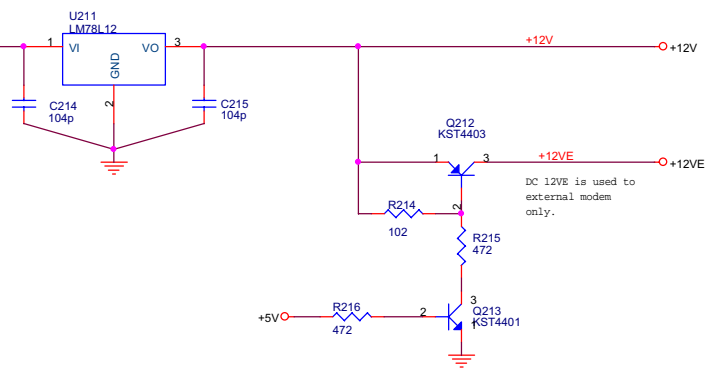 U211
LM78L12
1
VI
VO
3
GND
2
C214
104p
C215
104p
+12V
+12V
Q212
KST4403
1
3
+12VE
+12VE
DC 12VE is used to
external modem
only.
2
R214
102
R215
472
+5V
R216
472
2
3
Q213
KST4401
1